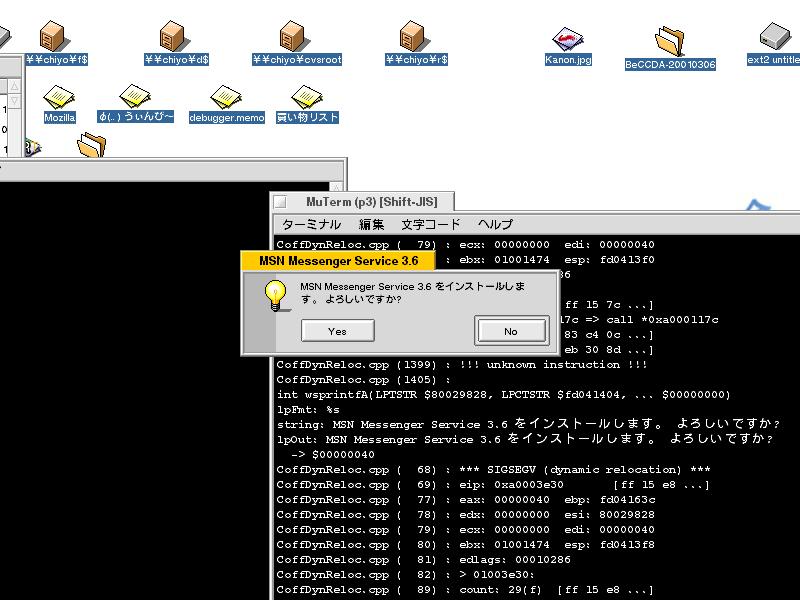 ¥¥chiyo¥f$
¥¥chiyo¥d$
¥¥chiyo¥cvsroot
¥¥chiyo¥r$
Kanon.jpg
BeCCDA-20010306
ext2 untitle
Mozilla
φ(..) うぃんぴ〜
debugger.memo
買い物リスト
MuTerm (p3) [Shift-JIS]
ターミナル 編集 文字コード ヘルプ
CoffDynReloc.cpp ( 79) : ecx: 00000000 edi: 00000040
: ebx: 01001474 esp: fd0413f0
MSN Messenger Service 3.6
MSN Messenger Service 3.6 をインストールしま
す。 よろしいですか?
Yes
No
ff 15 7c ...]
17c => call *0xa000117c
83 c4 0c ...]
eb 30 8d ...]
CoffDynReloc.cpp (1399) : !!! unknown instruction !!!
CoffDynReloc.cpp (1405) :
int wsprintfA(LPTSTR $80029828, LPCTSTR $fd041404, ... $00000000)
lpFmt: %s
string: MSN Messenger Service 3.6 をインストールします。 よろしいですか?
lpOut: MSN Messenger Service 3.6 をインストールします。 よろしいですか?
-> $00000040
CoffDynReloc.cpp ( 68) : *** SIGSEGV (dynamic relocation) ***
CoffDynReloc.cpp ( 69) : eip: 0xa0003e30 [ff 15 e8 ...]
CoffDynReloc.cpp ( 77) : eax: 00000040 ebp: fd04163c
CoffDynReloc.cpp ( 78) : edx: 00000000 esi: 80029828
CoffDynReloc.cpp ( 79) : ecx: 00000000 edi: 00000040
CoffDynReloc.cpp ( 80) : ebx: 01001474 esp: fd0413f8
CoffDynReloc.cpp ( 81) : edlags: 00010286
CoffDynReloc.cpp ( 82) : > 01003e30:
CoffDynReloc.cpp ( 89) : count: 29(f) [ff 15 e8 ...]